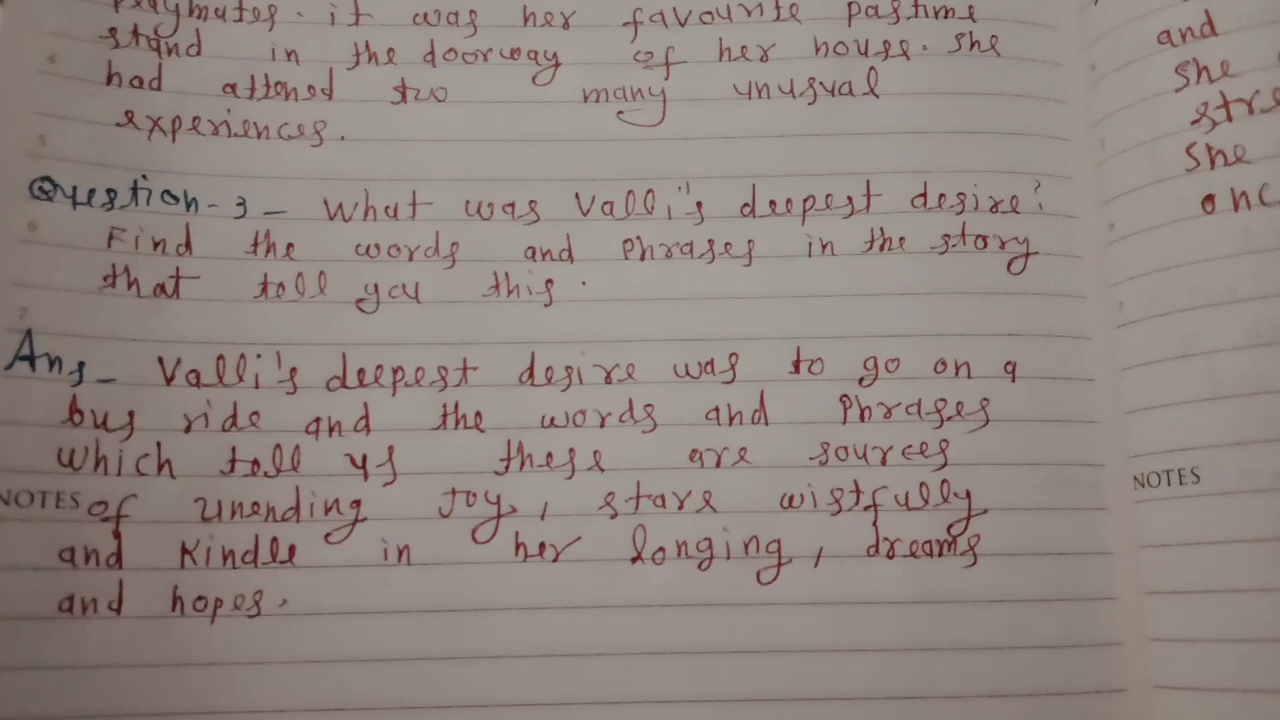 playmates. it was her favourite pastime
stand in the doorway of her house. she
had attened too many unusual
experiences.
Question-3- What was Valli's deepest desire?
Find the words and phrases in the story
that tell you this.
Ans- Valli's deepest desire was to go on a
bus ride and the words and Phrases
which tell us these are sources
of unending Joy, stare wistfully
and Kindle in her longing, dreams
and hopes.
NOTES
and
She
She
NOTES